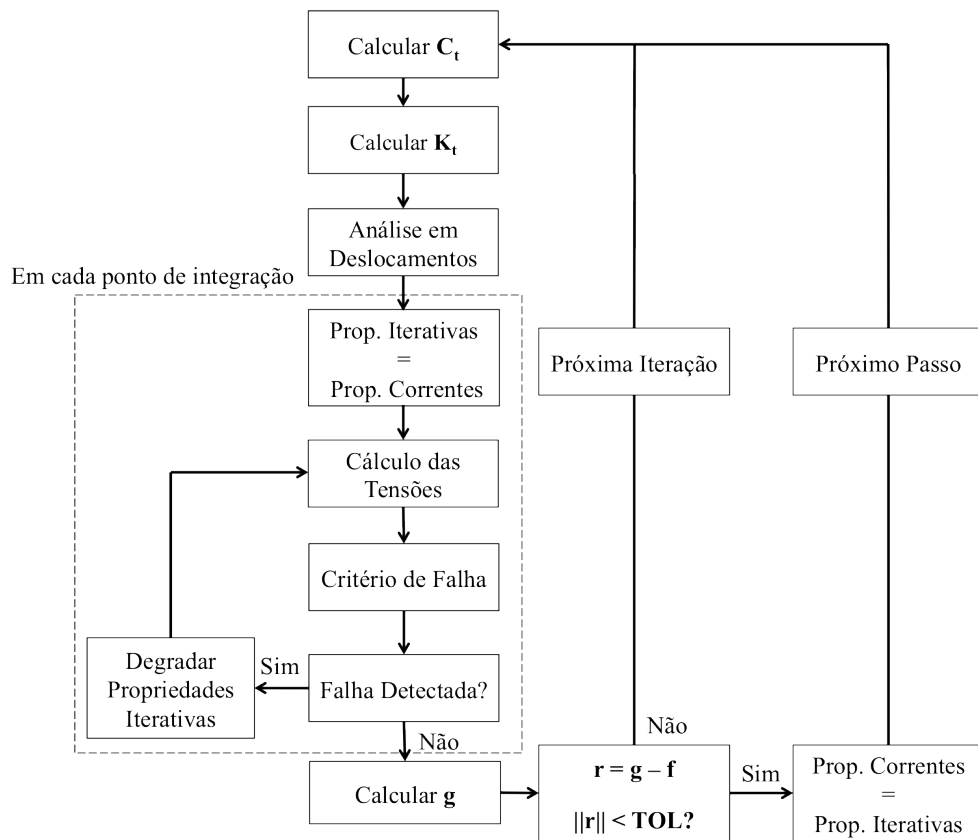 Calcular Ct
Calcular Kt
Análise em
Deslocamentos
Em cada ponto de integração
Prop. Iterativas
=
Prop. Correntes
Próxima Iteração
Próximo Passo
Cálculo das
Tensões
Critério de Falha
Degradar
Propriedades
Iterativas
Sim
Falha Detectada?
Não
Calcular g
Não
r = g – f
||r|| < TOL?
Sim
Prop. Correntes
=
Prop. Iterativas